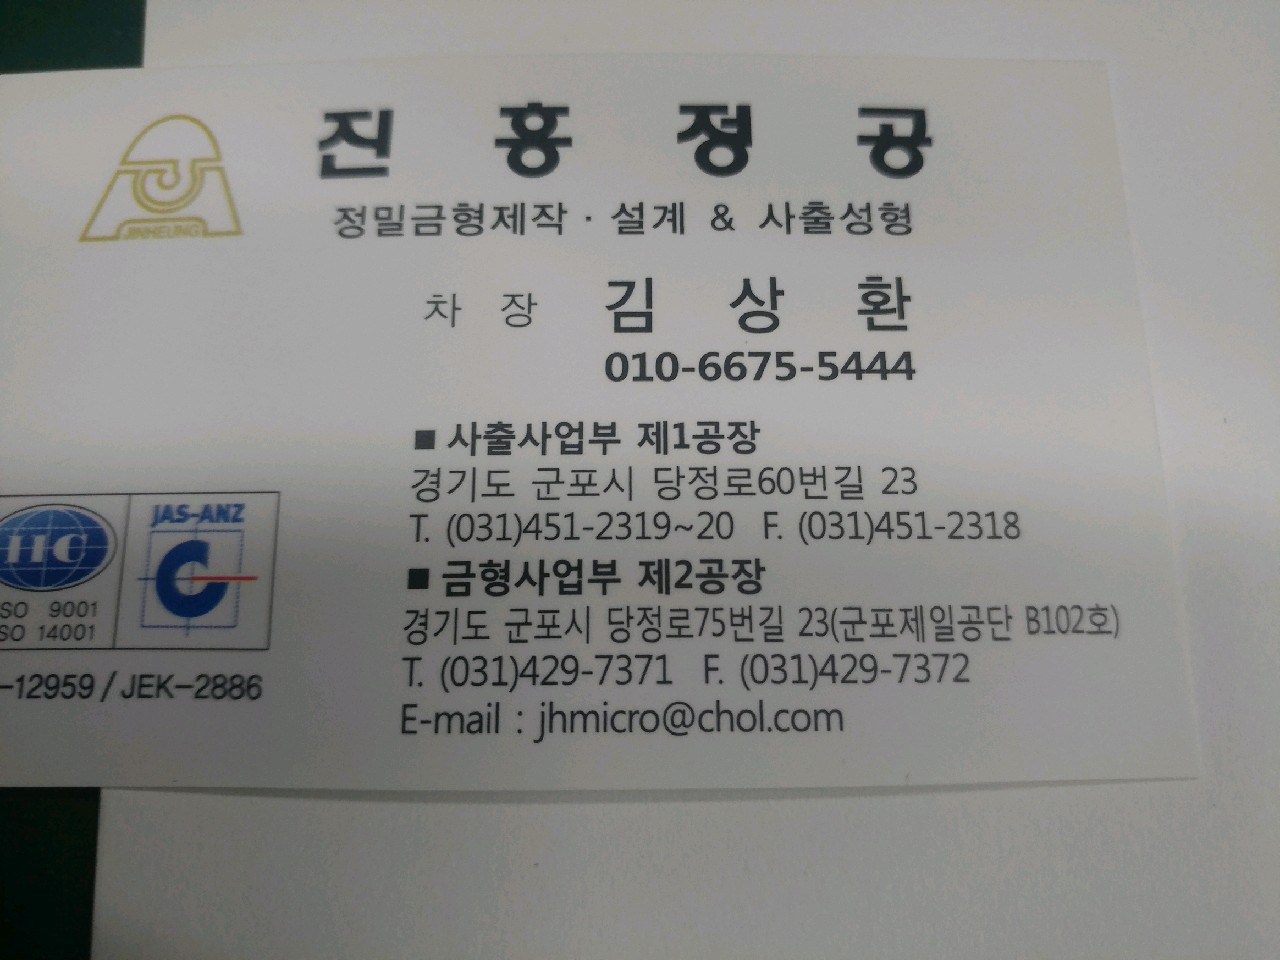 진흥정공
JINHEUNG
정밀금형제작 · 설계 & 사출성형
차 장 김 상 환
010-6675-5444
■ 사출사업부 제1공장
경기도 군포시 당정로60번길 23
T. (031)451-2319~20 F. (031)451-2318
■ 금형사업부 제2공장
경기도 군포시 당정로75번길 23(군포제일공단 B102호)
T. (031)429-7371 F. (031)429-7372
E-mail : jhmicro@chol.com
IIC
SO 9001
SO 14001
JAS-ANZ
-12959 / JEK-2886